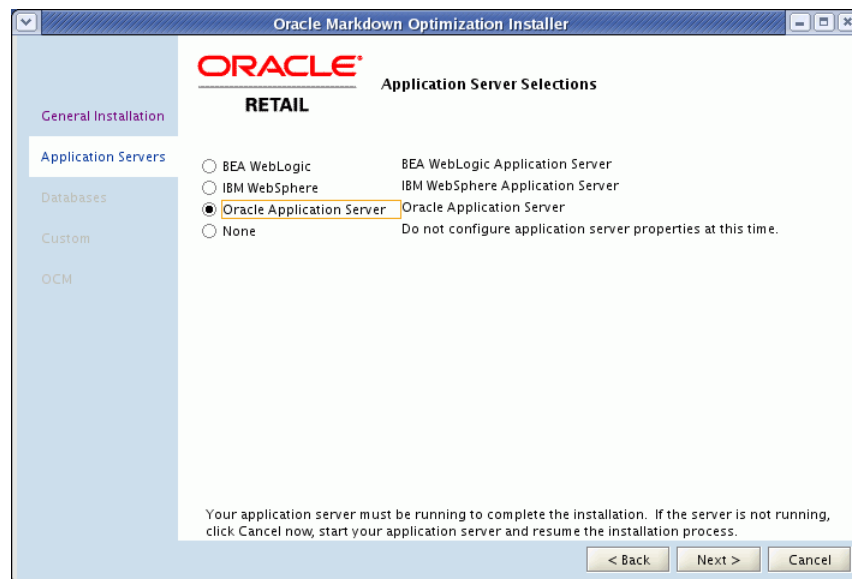 Oracle Markdown Optimization Installer
ORACLE®
RETAIL
Application Server Selections
General Installation
Application Servers
Databases
Custom
OCM
BEA WebLogic BEA WebLogic Application Server
IBM WebSphere IBM WebSphere Application Server
Oracle Application Server Oracle Application Server
None Do not configure application server properties at this time.
Your application server must be running to complete the installation. If the server is not running,
click Cancel now, start your application server and resume the installation process.
< Back Next > Cancel